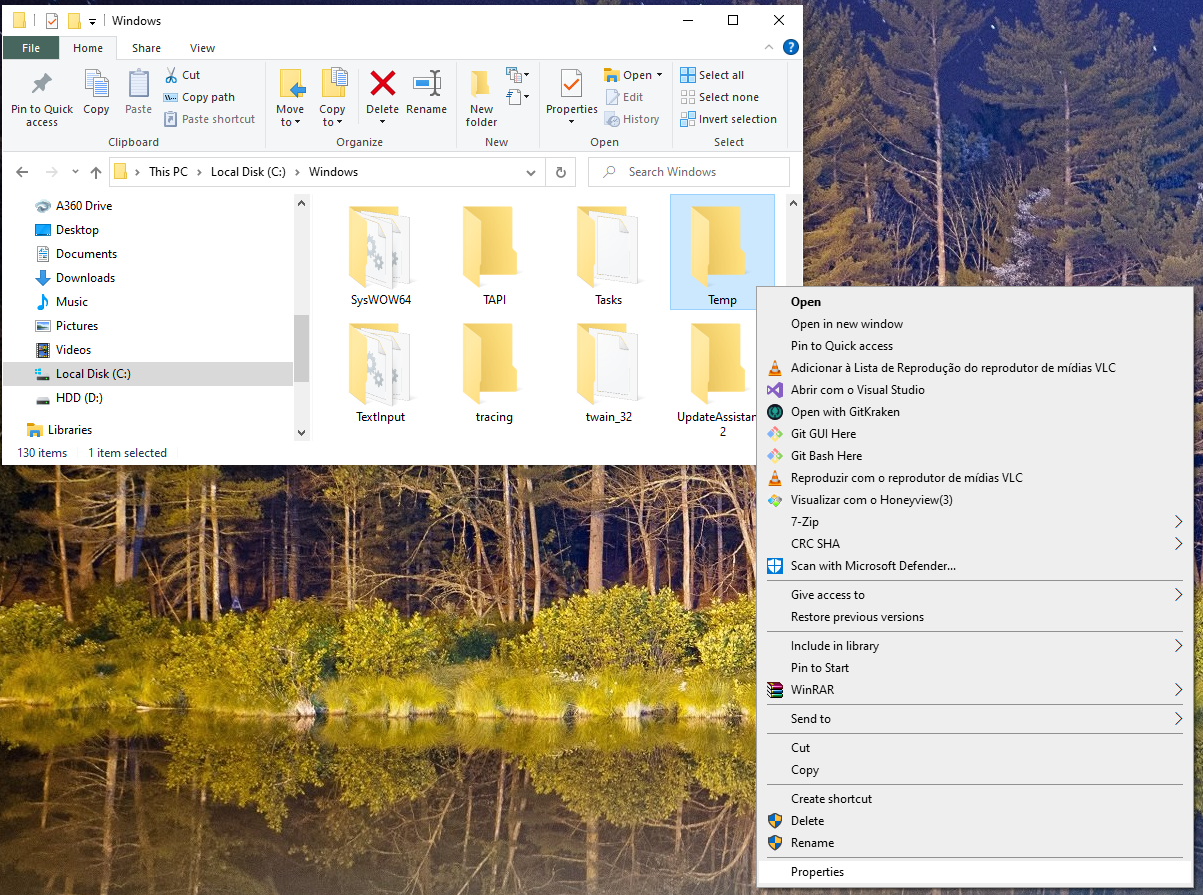 Windows
File
Home
Share
View
Pin to Quick access
Copy
Paste
Cut
Copy path
Paste shortcut
Clipboard
Move to
Copy to
Delete
Rename
Organize
New folder
New
Properties
Open
Edit
History
Open
Select all
Select none
Invert selection
Select
This PC
Local Disk (C:)
Windows
Search Windows
A360 Drive
Desktop
Documents
Downloads
Music
Pictures
Videos
Local Disk (C:)
HDD (D:)
Libraries
SysWOW64
TAPI
Tasks
Temp
TextInput
tracing
twain_32
UpdateAssistan
2
130 items
1 item selected
Open
Open in new window
Pin to Quick access
Adicionar à Lista de Reprodução do reprodutor de mídias VLC
Abrir com o Visual Studio
Open with GitKraken
Git GUI Here
Git Bash Here
Reproduzir com o reprodutor de mídias VLC
Visualizar com o Honeyview(3)
7-Zip
CRC SHA
Scan with Microsoft Defender...
Give access to
Restore previous versions
Include in library
Pin to Start
WinRAR
Send to
Cut
Copy
Create shortcut
Delete
Rename
Properties